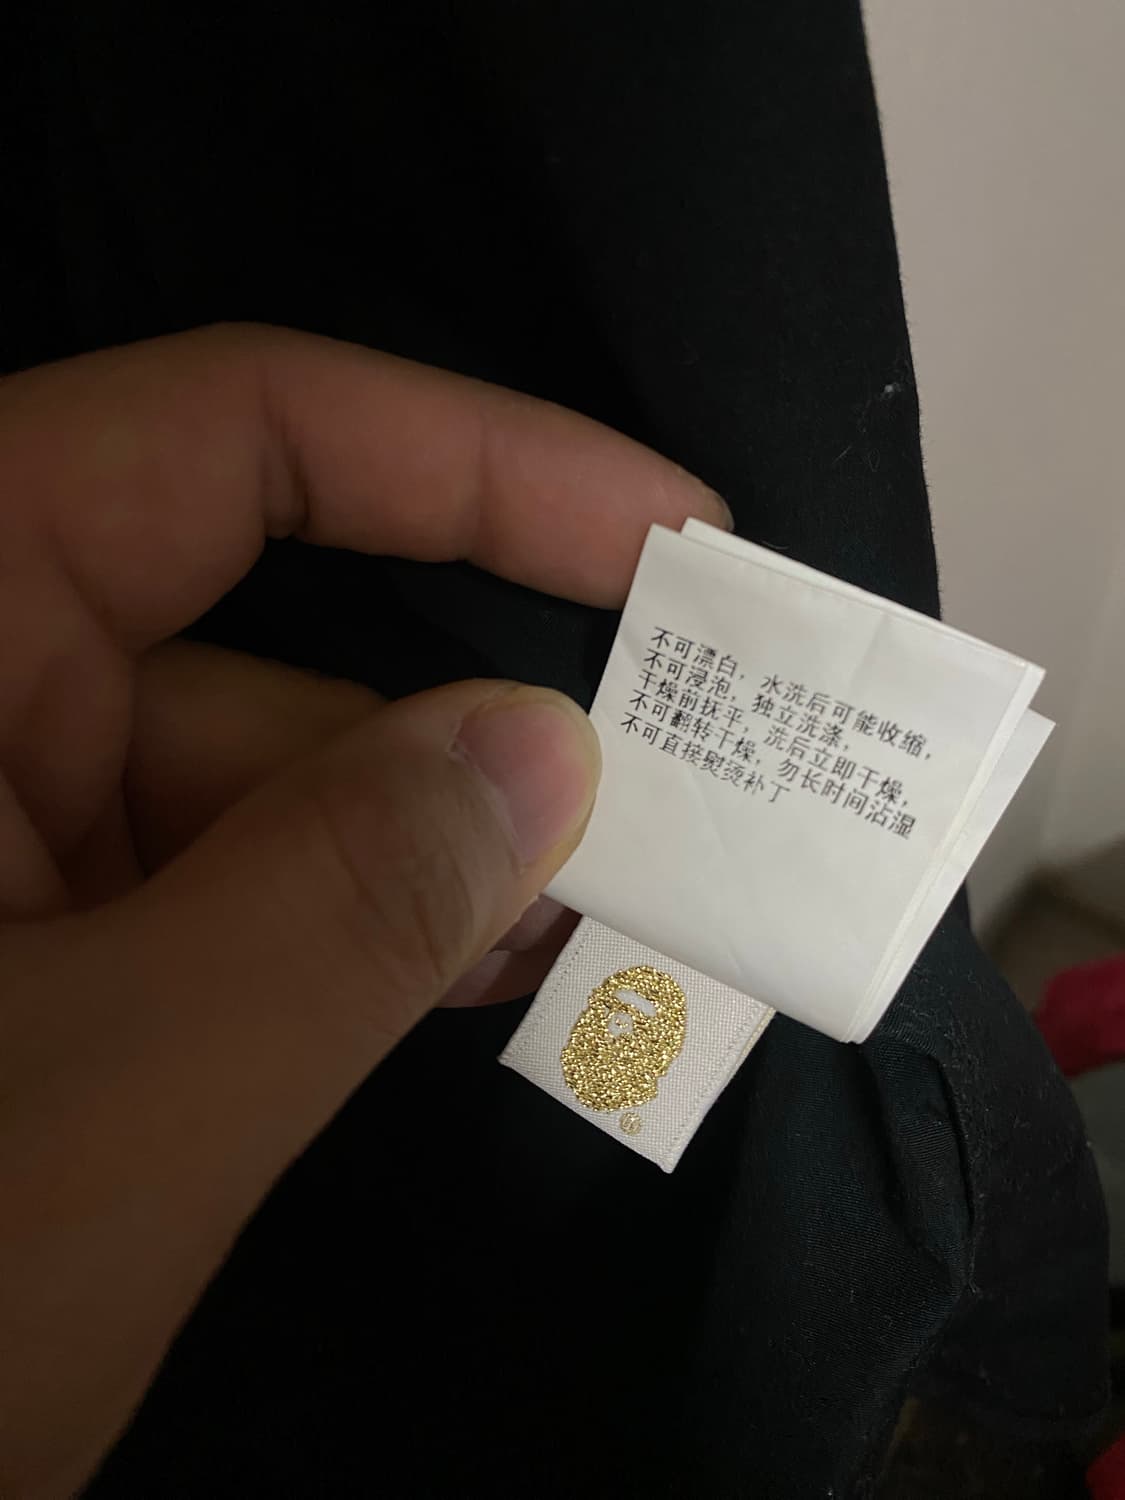 不可漂白，水洗后可能收缩，
不可浸泡，独立洗涤，
干燥前抚平，洗后立即干燥，
不可翻转干燥，勿长时间沾湿
不可直接熨烫补丁